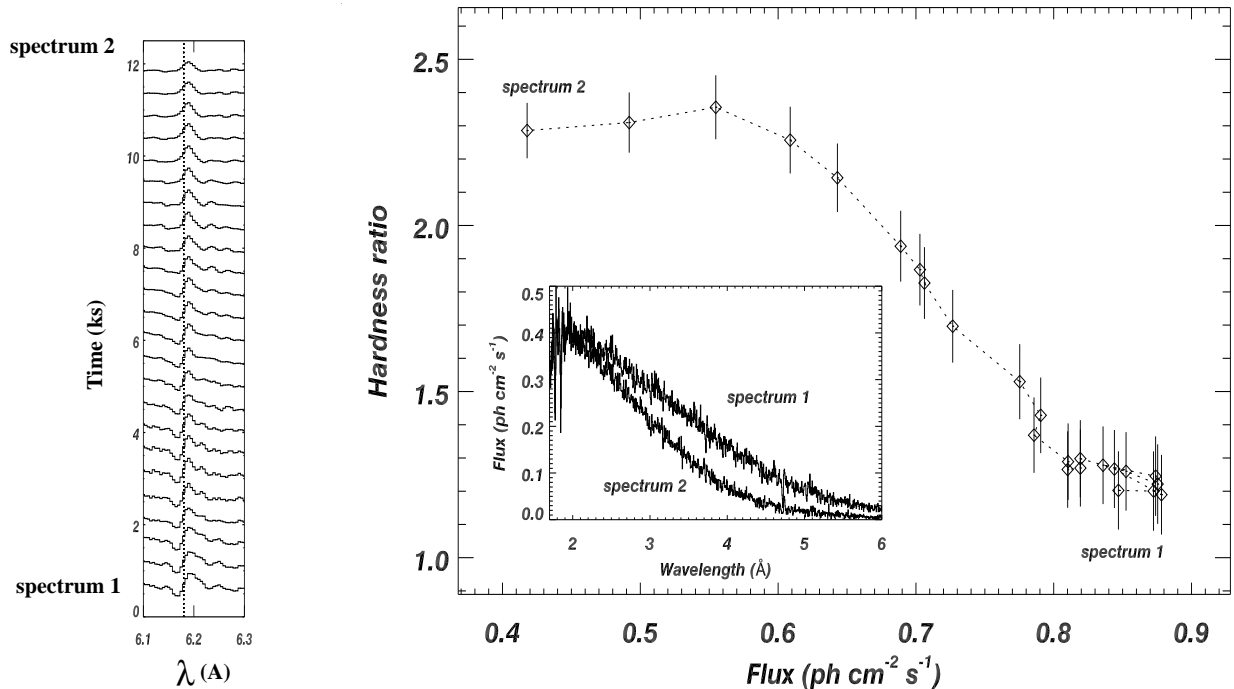 spectrum 2
12
10
8
6
4
2
0
Time (ks)
spectrum 1
6.1 6.2 6.3
λ (A)
2.5
2.0
1.5
1.0
Hardness ratio
spectrum 2
spectrum 1
0.4 0.5 0.6 0.7 0.8 0.9
Flux (ph cm⁻² s⁻¹)
0.5
0.4
0.3
0.2
0.1
0.0
Flux (ph cm⁻² s⁻¹)
spectrum 1
spectrum 2
2 3 4 5 6
Wavelength (Å)